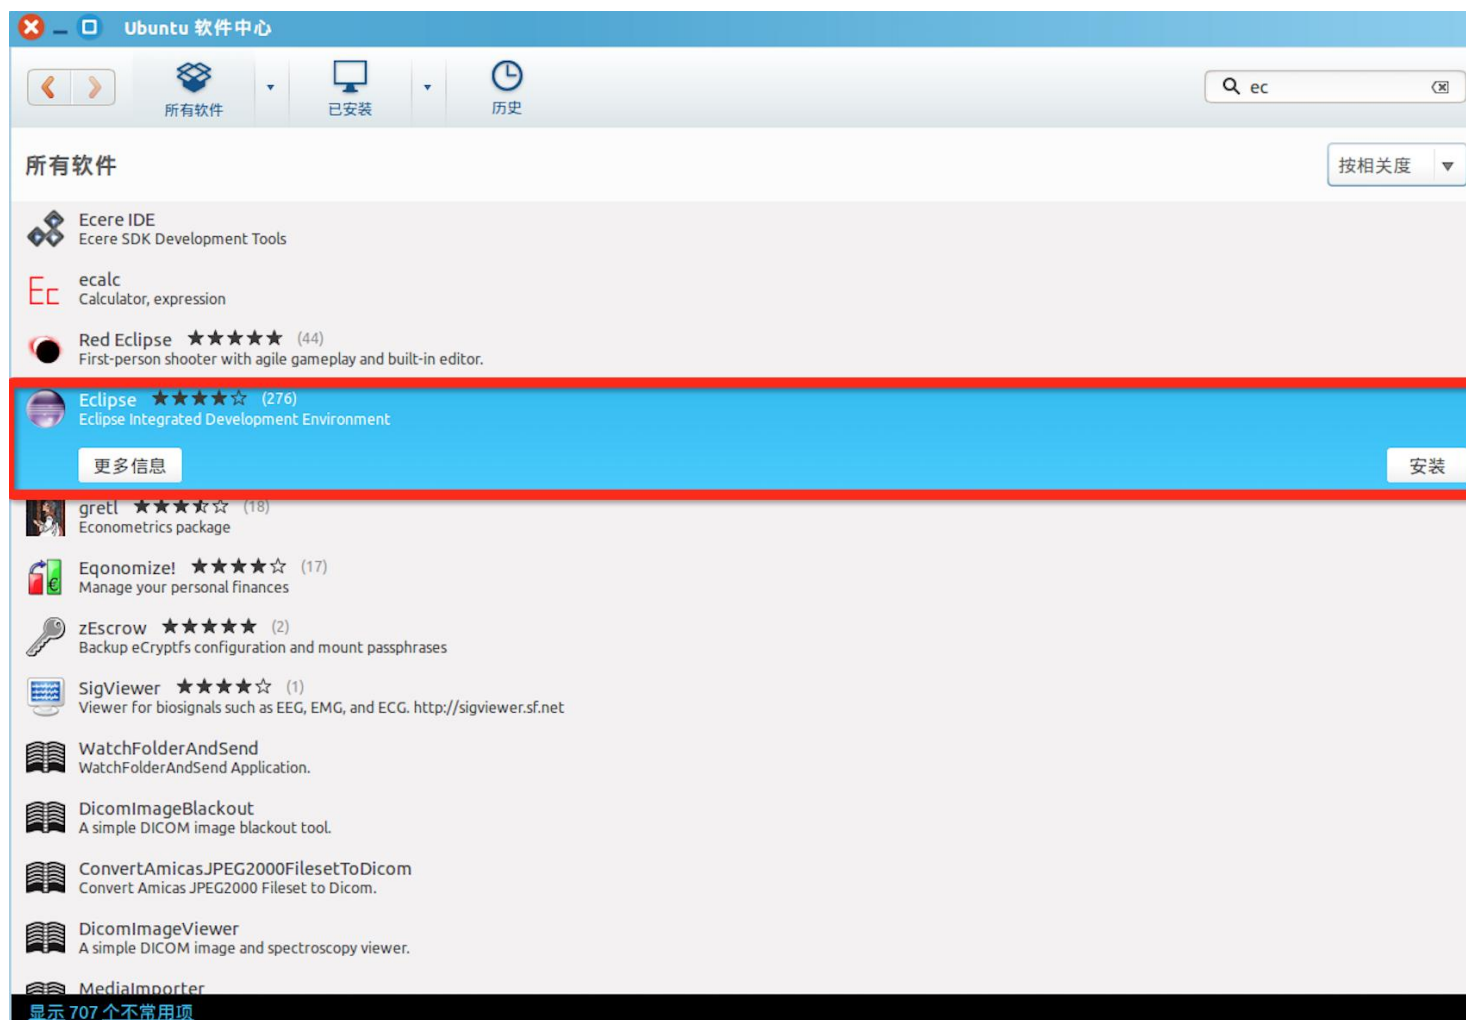 Ubuntu 软件中心
所有软件
已安装
历史
ec
所有软件
按相关度
Ecere IDE
Ecere SDK Development Tools
Ec
ecalc
Calculator, expression
Red Eclipse (44)
First-person shooter with agile gameplay and built-in editor.
Eclipse (276)
Eclipse Integrated Development Environment
更多信息
安装
gretl (18)
Econometrics package
Eqonomize! (17)
Manage your personal finances
zEscrow (2)
Backup eCryptfs configuration and mount passphrases
SigViewer (1)
Viewer for biosignals such as EEG, EMG, and ECG. http://sigviewer.sf.net
WatchFolderAndSend
WatchFolderAndSend Application.
DicomImageBlackout
A simple DICOM image blackout tool.
ConvertAmicasJPEG2000FilesetToDicom
Convert Amicas JPEG2000 Fileset to Dicom.
DicomImageViewer
A simple DICOM image and spectroscopy viewer.
MediaImporter
显示 707 个不常用项